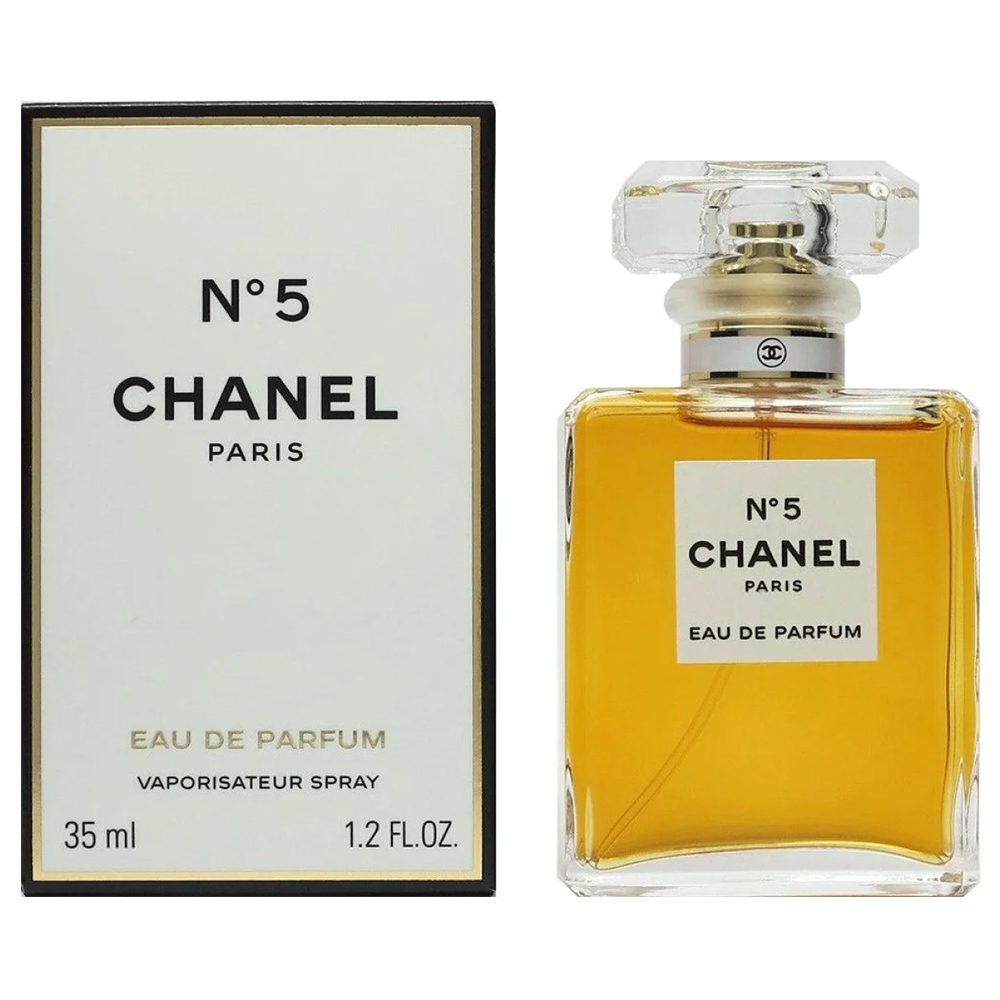 N°5
CHANEL
PARIS
EAU DE PARFUM
VAPORISATEUR SPRAY
35 ml 1.2 FL.OZ.
N°5
CHANEL
PARIS
EAU DE PARFUM